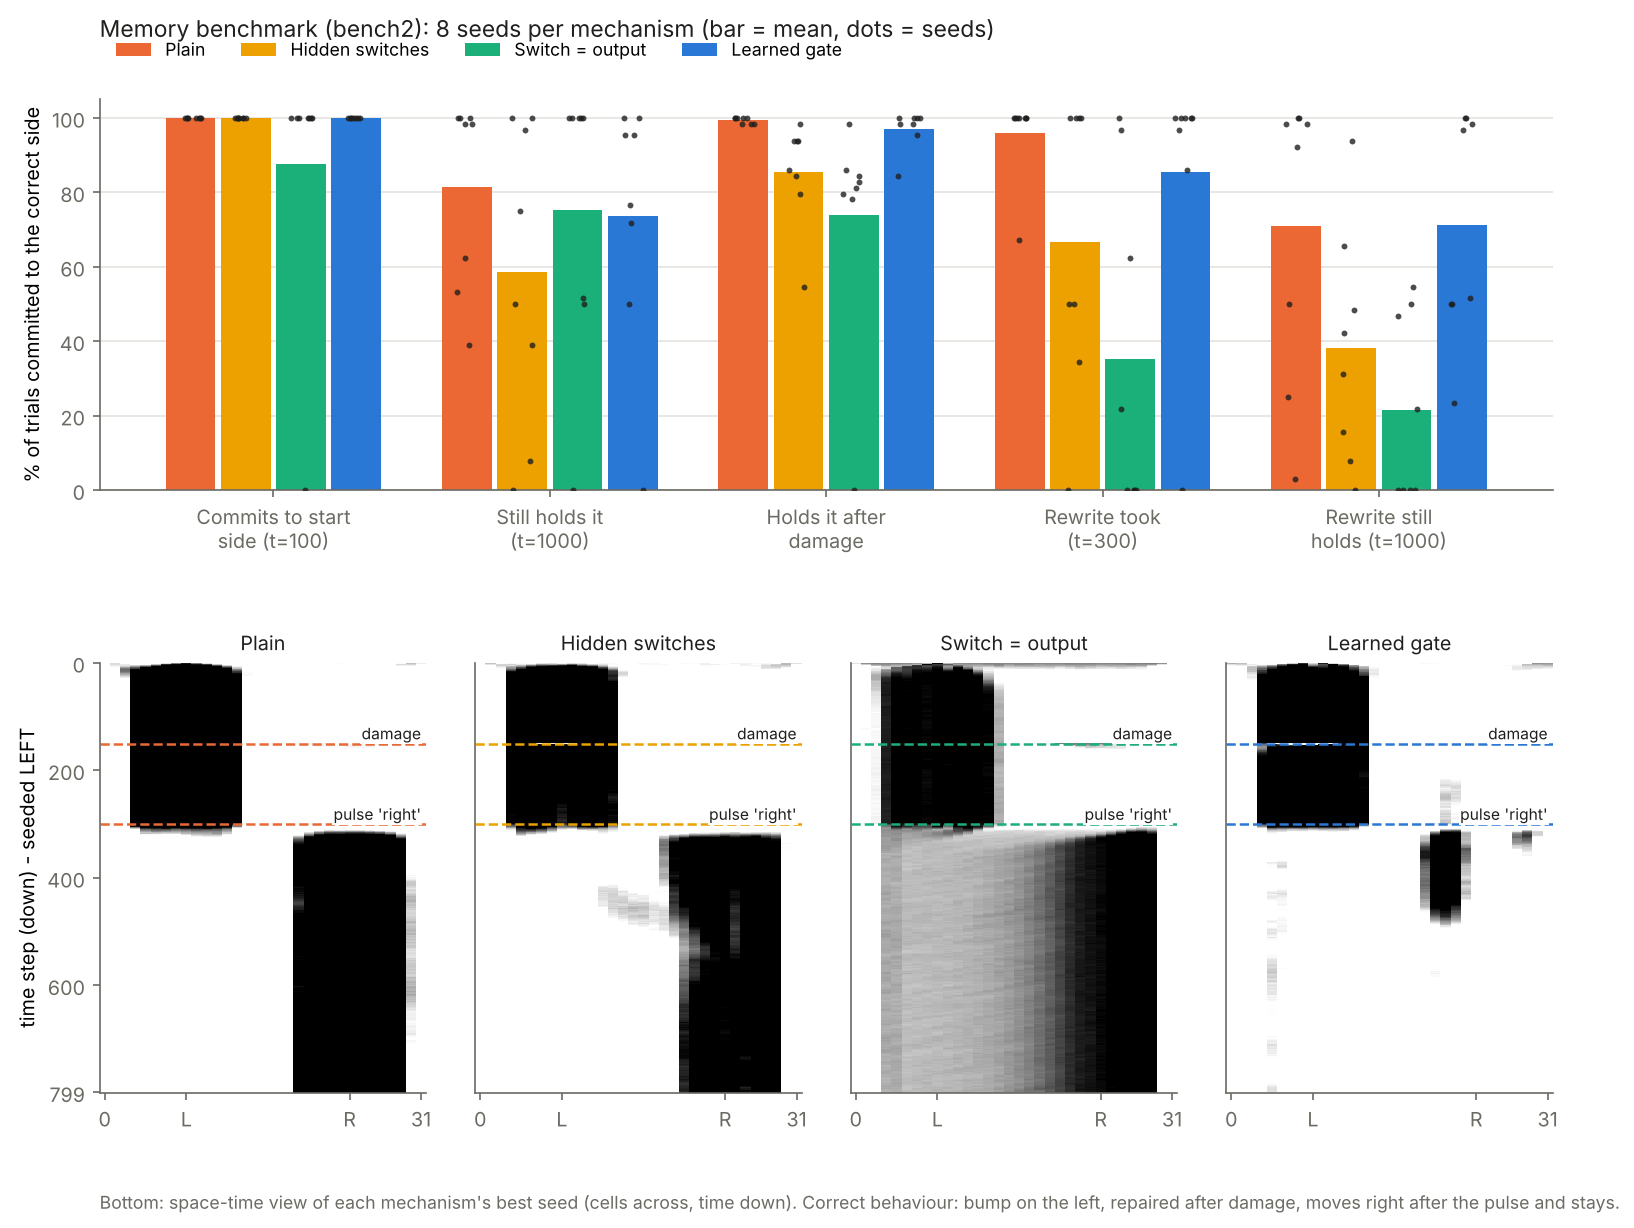 Memory benchmark (bench2): 8 seeds per mechanism (bar = mean, dots = seeds)
Plain
Hidden switches
Switch = output
Learned gate
% of trials committed to the correct side
100
80
60
40
20
0
Commits to start
side (t=100)
Still holds it
(t=1000)
Holds it after
damage
Rewrite took
(t=300)
Rewrite still
holds (t=1000)
time step (down) - seeded LEFT
0
200
400
600
799
Plain
damage
pulse 'right'
0
L
R
31
Hidden switches
damage
pulse 'right'
0
L
R
31
Switch = output
damage
pulse 'right'
0
L
R
31
Learned gate
damage
pulse 'right'
0
L
R
31
Bottom: space-time view of each mechanism's best seed (cells across, time down). Correct behaviour: bump on the left, repaired after damage, moves right after the pulse and stays.